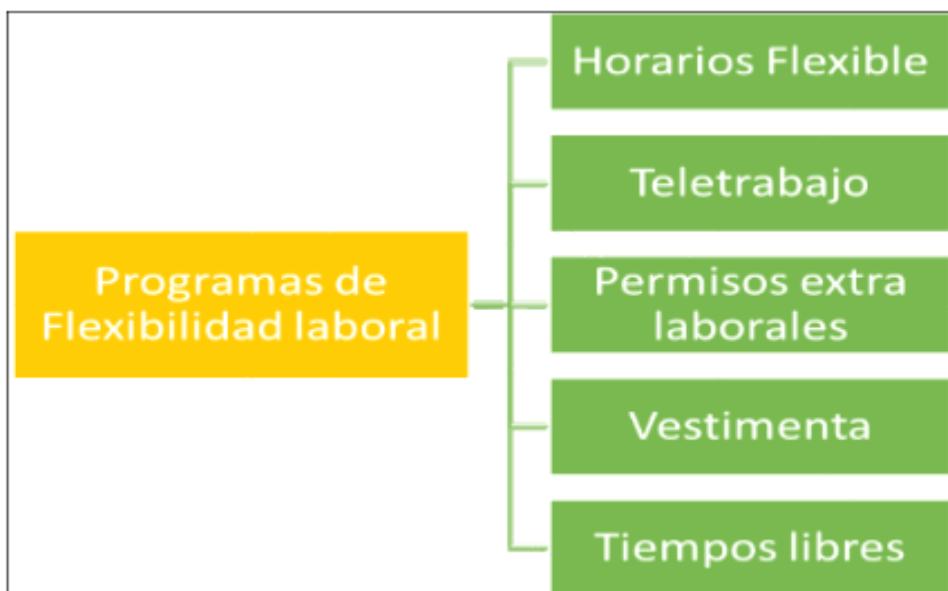 Programas de
Flexibilidad laboral
Horarios Flexible
Teletrabajo
Permisos extra
laborales
Vestimenta
Tiempos libres